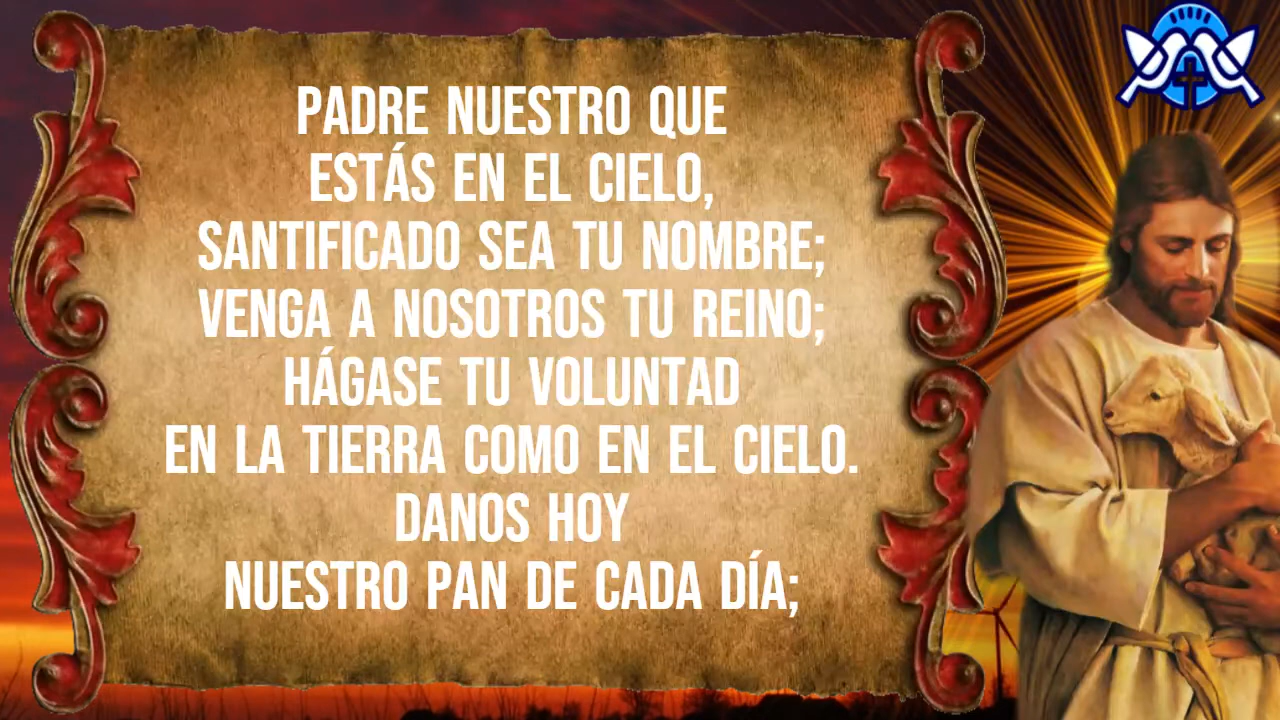 PADRE NUESTRO QUE
ESTÁS EN EL CIELO,
SANTIFICADO SEA TU NOMBRE;
VENGA A NOSOTROS TU REINO;
HÁGASE TU VOLUNTAD
EN LA TIERRA COMO EN EL CIELO.
DANOS HOY
NUESTRO PAN DE CADA DÍA;